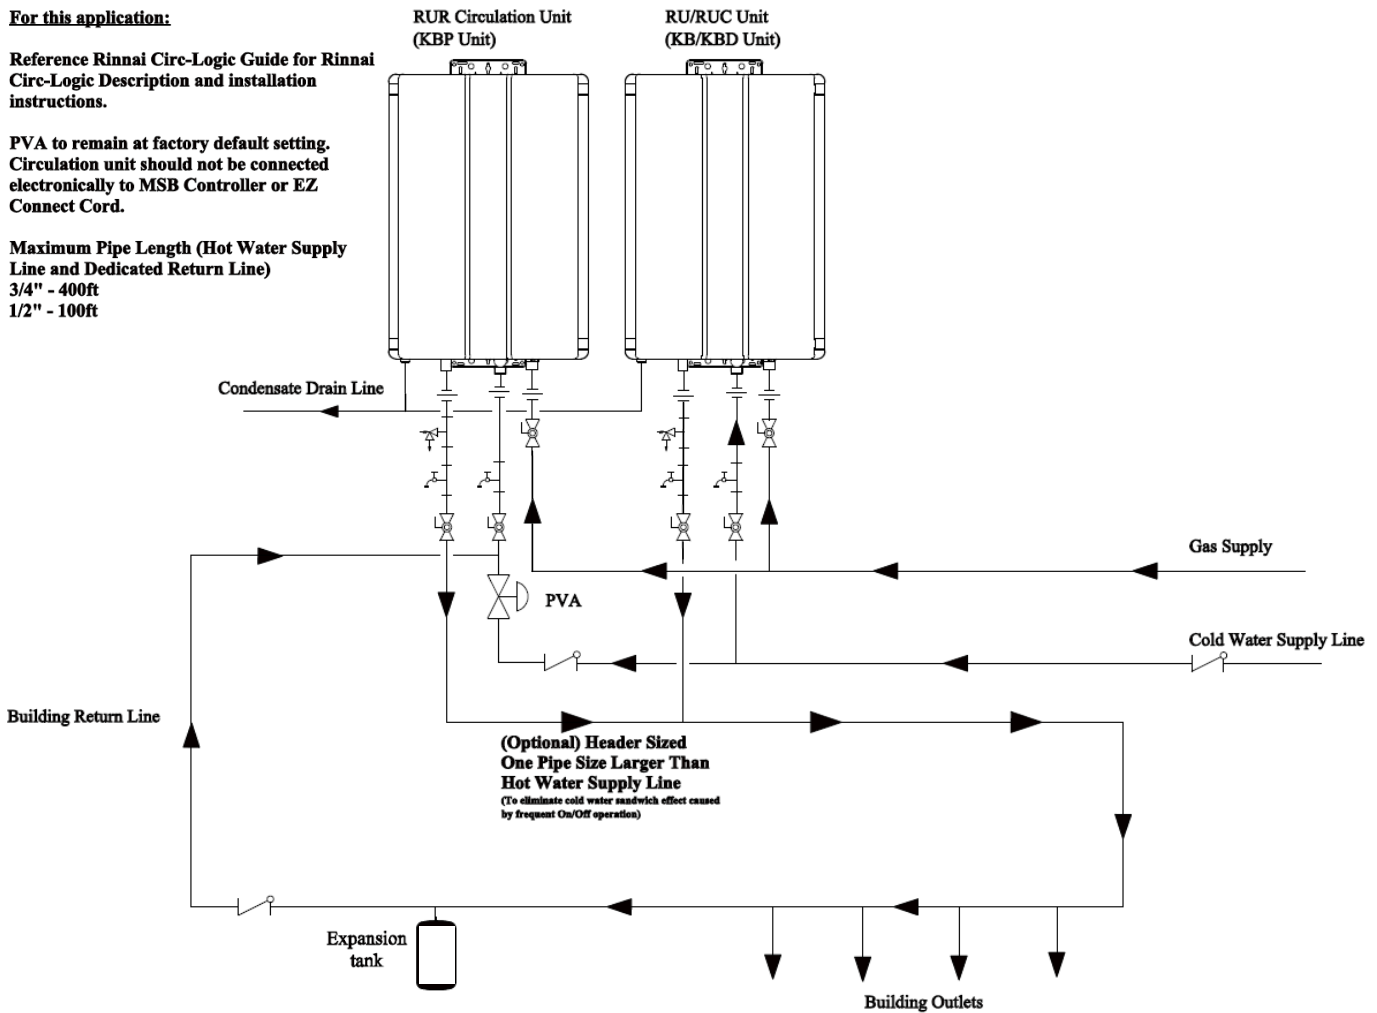 For this application:
Reference Rinnai Circ-Logic Guide for Rinnai
Circ-Logic Description and installation
instructions.
PVA to remain at factory default setting.
Circulation unit should not be connected
electronically to MSB Controller or EZ
Connect Cord.
Maximum Pipe Length (Hot Water Supply
Line and Dedicated Return Line)
3/4" - 400ft
1/2" - 100ft
RUR Circulation Unit
(KBP Unit)
RU/RUC Unit
(KB/KBD Unit)
Condensate Drain Line
Gas Supply
PVA
Cold Water Supply Line
Building Return Line
(Optional) Header Sized
One Pipe Size Larger Than
Hot Water Supply Line
(To eliminate cold water sandwich effect caused
by frequent On/Off operation)
Expansion
tank
Building Outlets